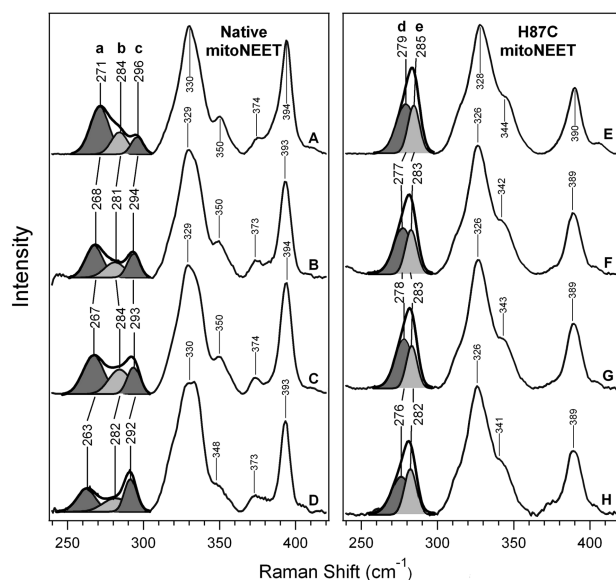 Native
mitoNEET
H87C
mitoNEET
a b c
d e
271 284 296
330
374
394
350
A
279 285
328
344
390
E
268 281 294
329
350
373
393
B
277 283
326
342
389
F
267 284 293
329
350
374
394
C
278 283
326
343
389
G
263 282 292
330
348
373
393
D
276 282
326
341
389
H
Intensity
250 300 350 400
250 300 350 400
Raman Shift (cm⁻¹)